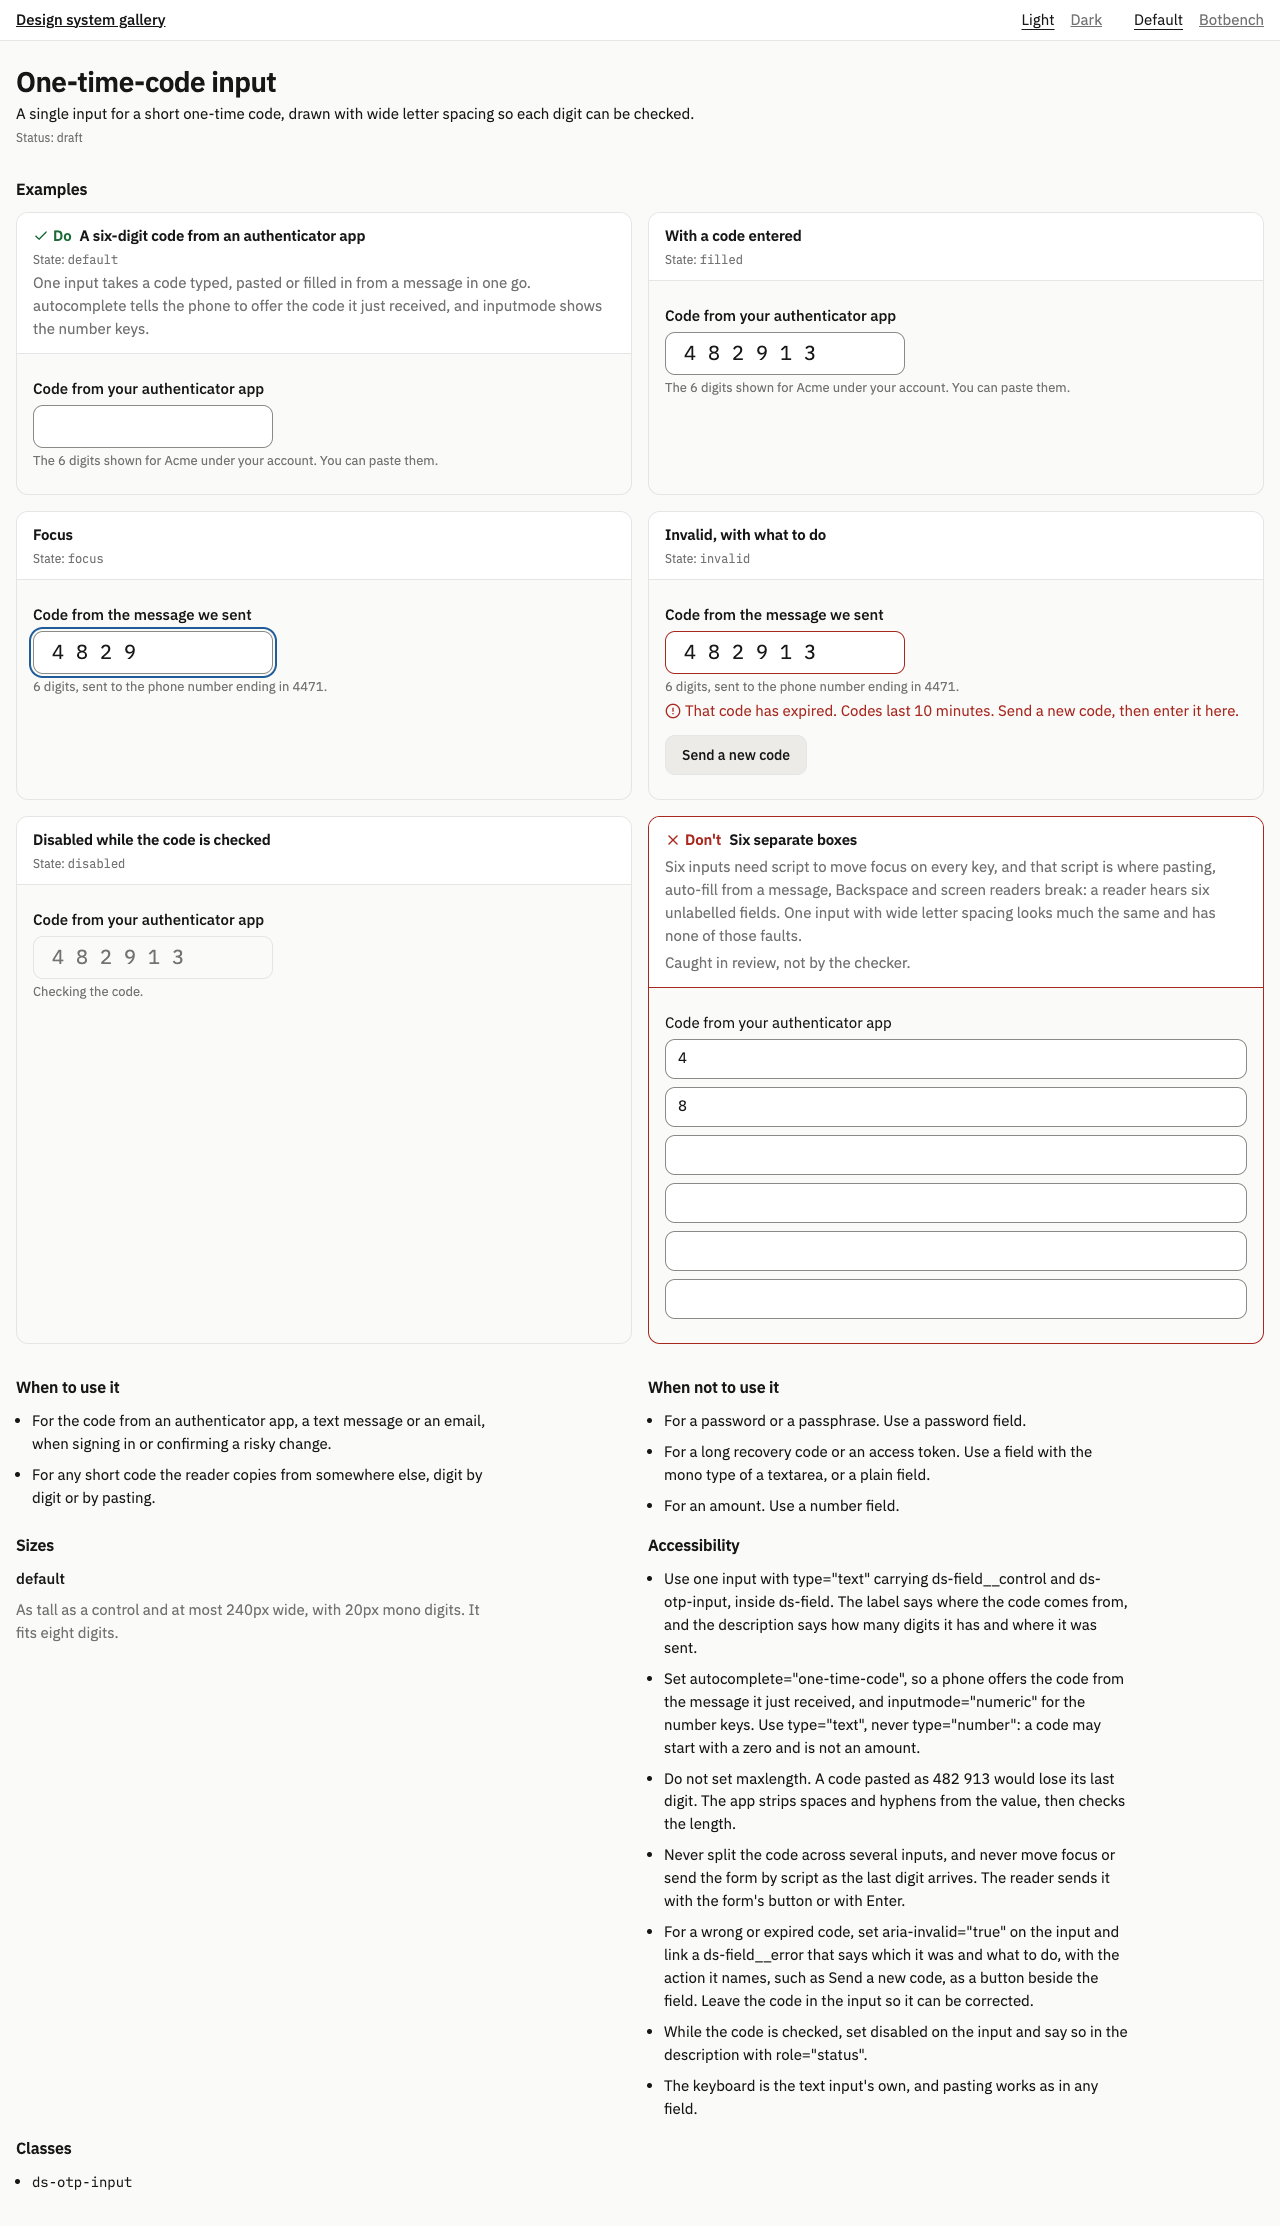 Design system gallery
Light Dark Default Botbench
One-time-code input
A single input for a short one-time code, drawn with wide letter spacing so each digit can be checked.
Status: draft
Examples
Do A six-digit code from an authenticator app
State: default
One input takes a code typed, pasted or filled in from a message in one go.
autocomplete tells the phone to offer the code it just received, and inputmode shows
the number keys.
Code from your authenticator app
The 6 digits shown for Acme under your account. You can paste them.
With a code entered
State: filled
Code from your authenticator app
4 8 2 9 1 3
The 6 digits shown for Acme under your account. You can paste them.
Focus
State: focus
Code from the message we sent
4 8 2 9
6 digits, sent to the phone number ending in 4471.
Invalid, with what to do
State: invalid
Code from the message we sent
4 8 2 9 1 3
6 digits, sent to the phone number ending in 4471.
That code has expired. Codes last 10 minutes. Send a new code, then enter it here.
Send a new code
Disabled while the code is checked
State: disabled
Code from your authenticator app
4 8 2 9 1 3
Checking the code.
Don't Six separate boxes
Six inputs need script to move focus on every key, and that script is where pasting,
auto-fill from a message, Backspace and screen readers break: a reader hears six
unlabelled fields. One input with wide letter spacing looks much the same and has
none of those faults.
Caught in review, not by the checker.
Code from your authenticator app
4
8
When to use it
• For the code from an authenticator app, a text message or an email,
when signing in or confirming a risky change.
• For any short code the reader copies from somewhere else, digit by
digit or by pasting.
When not to use it
• For a password or a passphrase. Use a password field.
• For a long recovery code or an access token. Use a field with the
mono type of a textarea, or a plain field.
• For an amount. Use a number field.
Sizes
default
As tall as a control and at most 240px wide, with 20px mono digits. It
fits eight digits.
Accessibility
• Use one input with type="text" carrying ds-field__control and ds-
otp-input, inside ds-field. The label says where the code comes from,
and the description says how many digits it has and where it was
sent.
• Set autocomplete="one-time-code", so a phone offers the code from
the message it just received, and inputmode="numeric" for the
number keys. Use type="text", never type="number": a code may
start with a zero and is not an amount.
• Do not set maxlength. A code pasted as 482 913 would lose its last
digit. The app strips spaces and hyphens from the value, then checks
the length.
• Never split the code across several inputs, and never move focus or
send the form by script as the last digit arrives. The reader sends it
with the form's button or with Enter.
• For a wrong or expired code, set aria-invalid="true" on the input and
link a ds-field__error that says which it was and what to do, with the
action it names, such as Send a new code, as a button beside the
field. Leave the code in the input so it can be corrected.
• While the code is checked, set disabled on the input and say so in the
description with role="status".
• The keyboard is the text input's own, and pasting works as in any
field.
Classes
• ds-otp-input